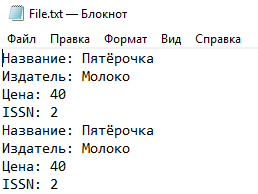 File.txt — Блокнот
Файл Правка Формат Вид Справка
Название: Пятёрочка
Издатель: Молоко
Цена: 40
ISSN: 2
Название: Пятёрочка
Издатель: Молоко
Цена: 40
ISSN: 2